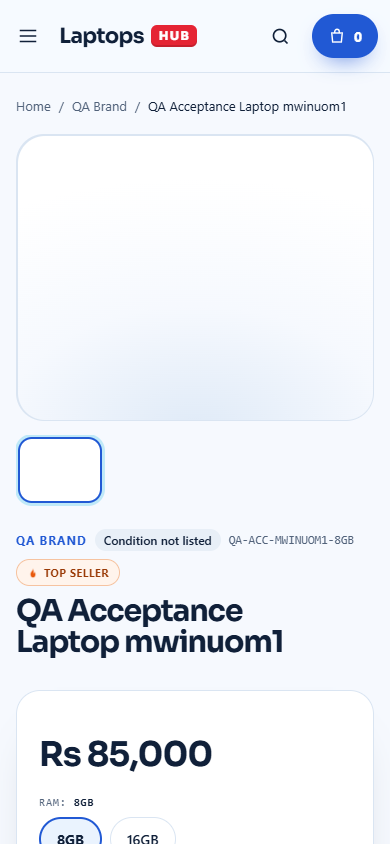 Laptops HUB 0
Home / QA Brand / QA Acceptance Laptop mwinuom1
QA BRAND Condition not listed QA-ACC-MWINUOM1-8GB
TOP SELLER
QA Acceptance
Laptop mwinuom1
Rs 85,000
RAM: 8GB
8GB 16GB